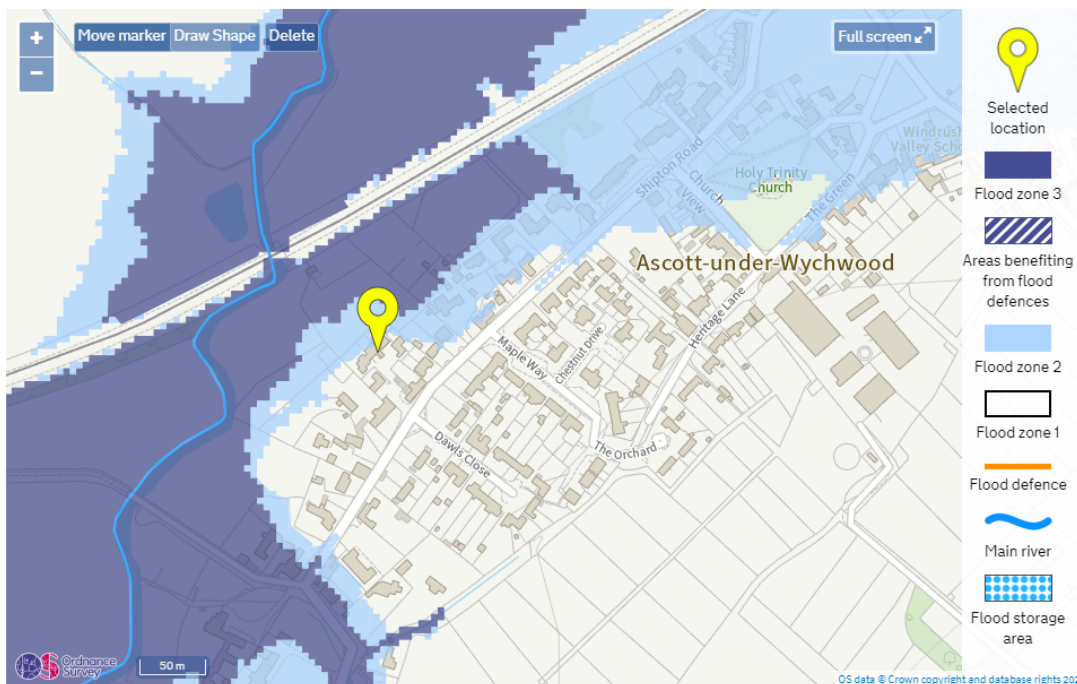 +
−
Move marker
Draw Shape
Delete
Full screen
Windrush
Valley Scho
Holy Trinity
Church
Shipton Road
Church
View
The Green
Ascott-under-Wychwood
Heritage Lane
Maple Way
Chestnut Drive
The Orchard
Dawls Close
Ordnance
Survey
50 m
OS data © Crown copyright and database rights 202
Selected
location
Flood zone 3
Areas benefiting
from flood
defences
Flood zone 2
Flood zone 1
Flood defence
Main river
Flood storage
area